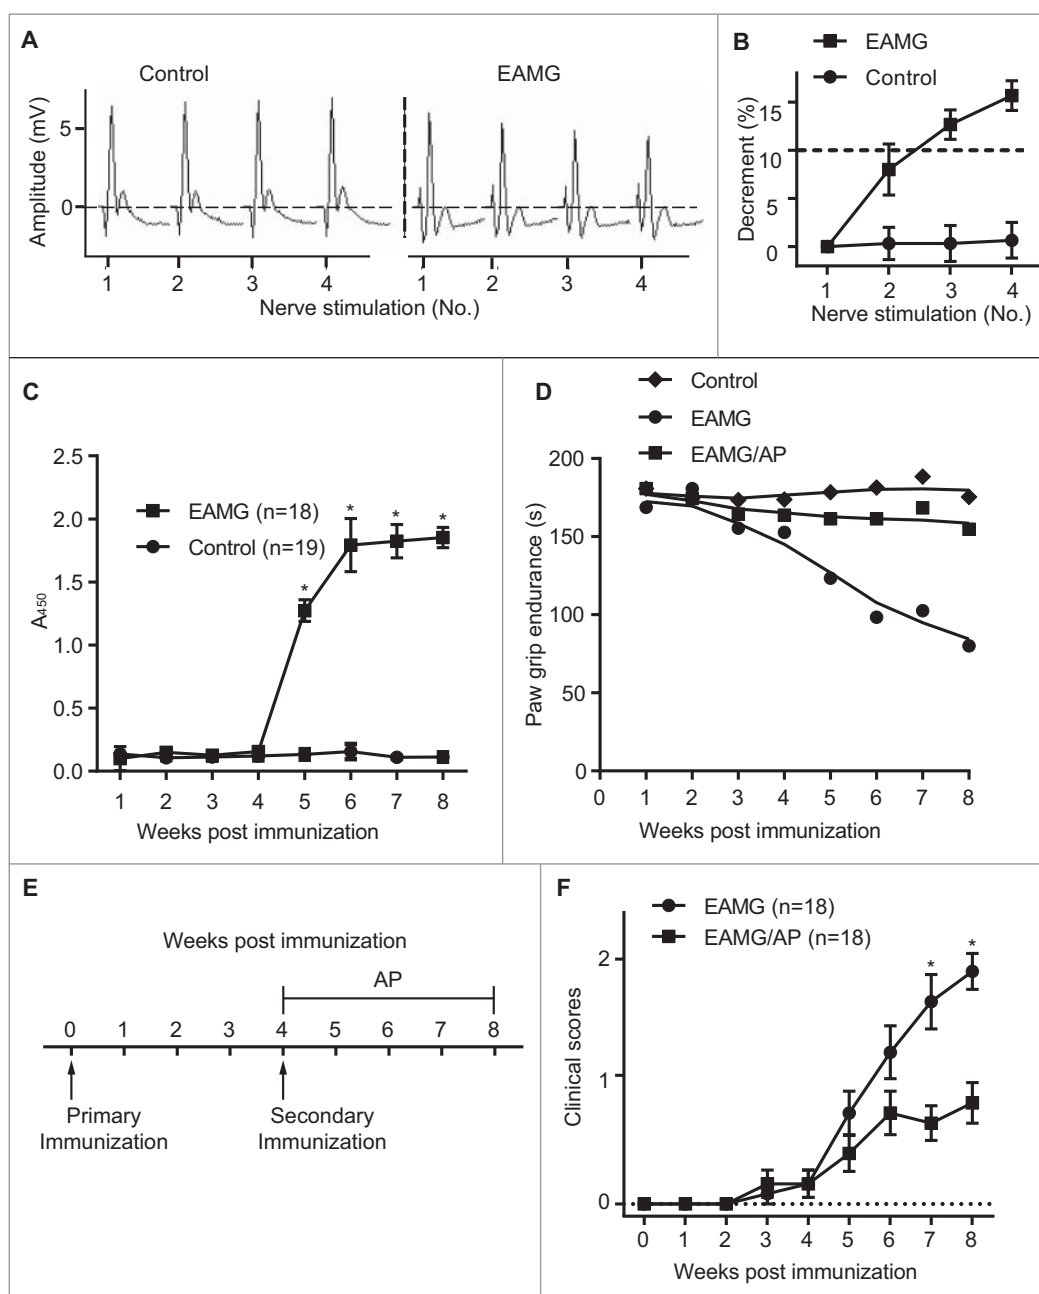 A
Control
EAMG
Amplitude (mV)
5
0
1 2 3 4 1 2 3 4
Nerve stimulation (No.)
B
EAMG
Control
Decrement (%)
15
10
5
0
1 2 3 4
Nerve stimulation (No.)
C
2.5
2.0
1.5
1.0
0.5
0.0
A450
EAMG (n=18)
Control (n=19)
* * * *
1 2 3 4 5 6 7 8
Weeks post immunization
D
Control
EAMG
EAMG/AP
Paw grip endurance (s)
200
150
100
50
0
0 1 2 3 4 5 6 7 8
Weeks post immunization
E
Weeks post immunization
AP
0 1 2 3 4 5 6 7 8
Primary
Immunization
Secondary
Immunization
F
EAMG (n=18)
EAMG/AP (n=18)
Clinical scores
2
1
0
* *
0 1 2 3 4 5 6 7 8
Weeks post immunization